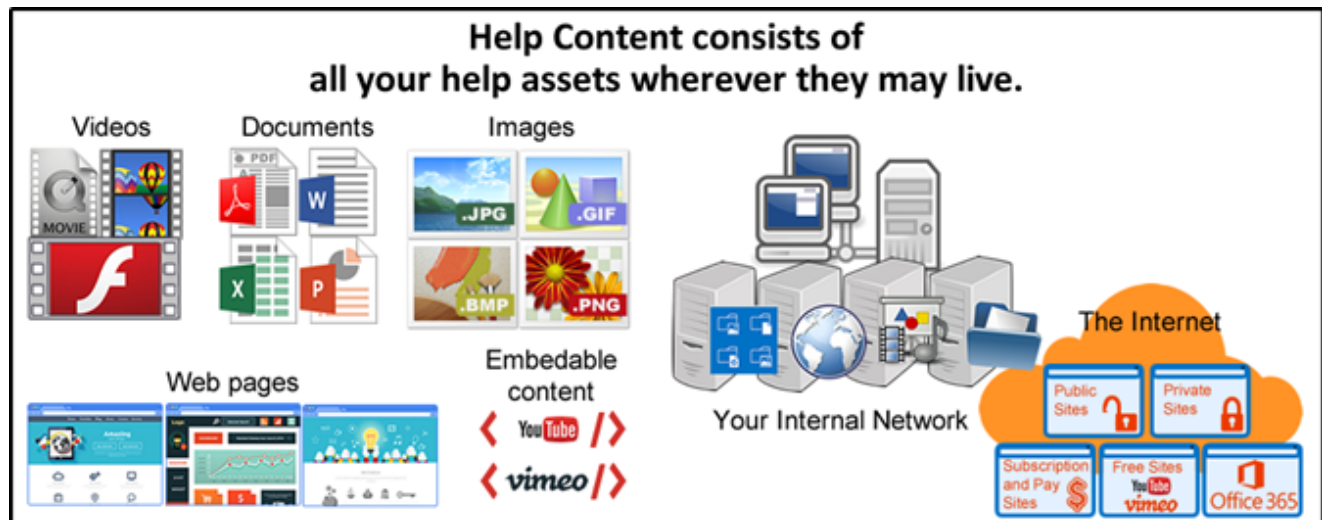 Help Content consists of
all your help assets wherever they may live.
Videos
Documents
Images
MOVIE
PDF
W
X
P
.JPG
.GIF
.BMP
.PNG
Web pages
Embedable
content
< YouTube />
< vimeo />
Your Internal Network
The Internet
Public
Sites
Private
Sites
Subscription
and Pay
Sites
$
Free Sites
YouTube
vimeo
Office 365